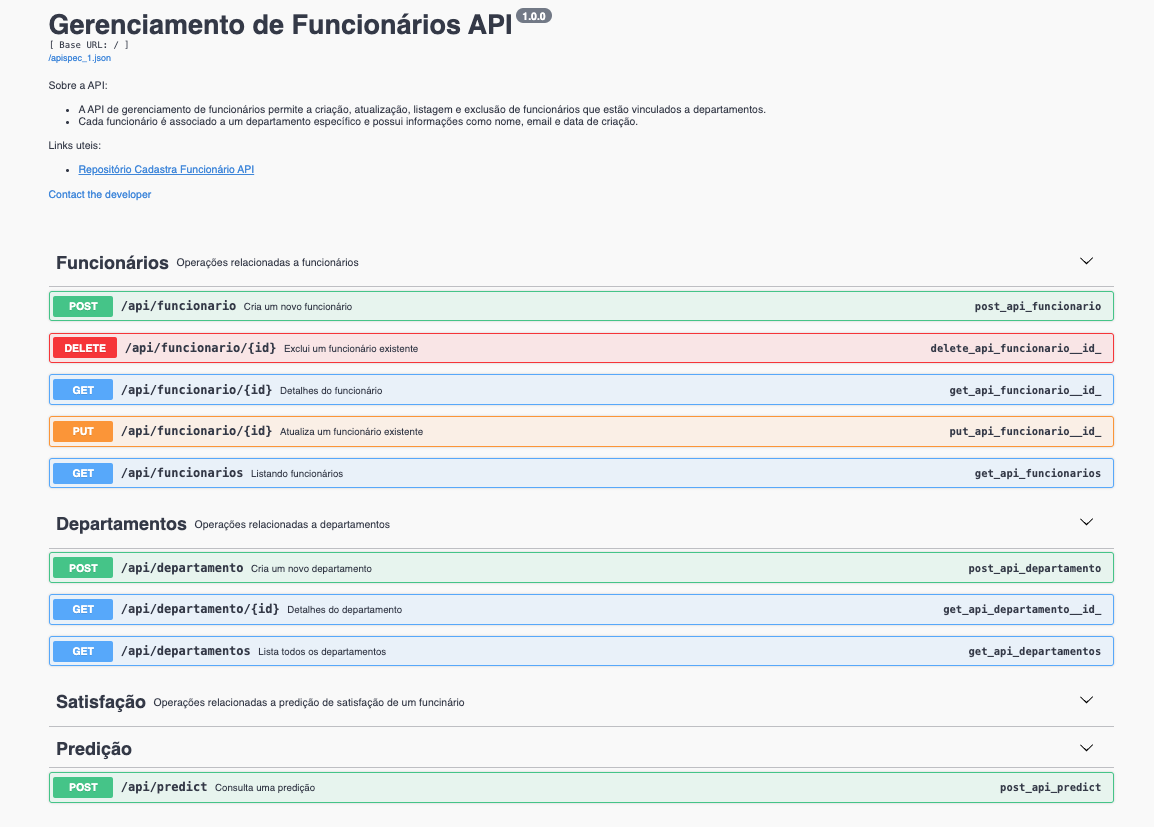 Gerenciamento de Funcionários API 1.0.0
[ Base URL: / ]
/apispec_1.json
Sobre a API:
A API de gerenciamento de funcionários permite a criação, atualização, listagem e exclusão de funcionários que estão vinculados a departamentos.
Cada funcionário é associado a um departamento específico e possui informações como nome, email e data de criação.
Links uteis:
Repositório Cadastra Funcionário API
Contact the developer
Funcionários Operações relacionadas a funcionários
POST /api/funcionario Cria um novo funcionário post_api_funcionario
DELETE /api/funcionario/{id} Exclui um funcionário existente delete_api_funcionario__id_
GET /api/funcionario/{id} Detalhes do funcionário get_api_funcionario__id_
PUT /api/funcionario/{id} Atualiza um funcionário existente put_api_funcionario__id_
GET /api/funcionarios Listando funcionários get_api_funcionarios
Departamentos Operações relacionadas a departamentos
POST /api/departamento Cria um novo departamento post_api_departamento
GET /api/departamento/{id} Detalhes do departamento get_api_departamento__id_
GET /api/departamentos Lista todos os departamentos get_api_departamentos
Satisfação Operações relacionadas a predição de satisfação de um funcinário
Predição
POST /api/predict Consulta uma predição post_api_predict